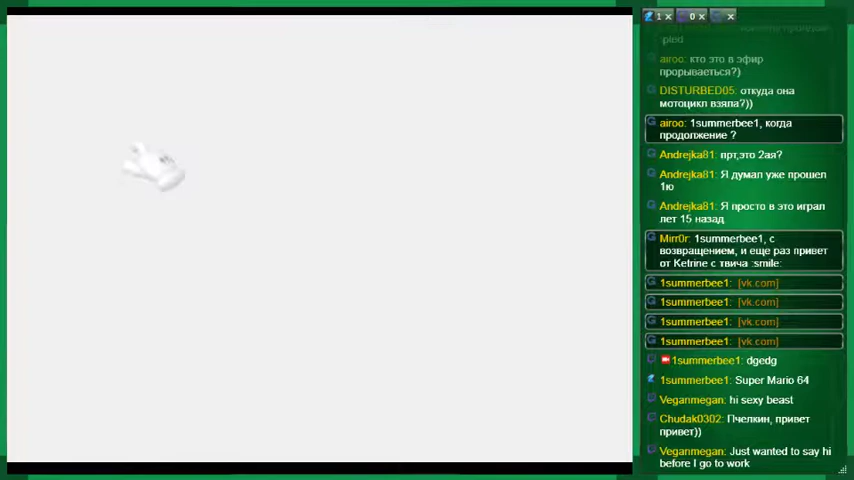 1 x 0 x x
pted
airoo: кто это в эфир
прорываеться?)
DISTURBED05: откуда она
мотоцикл взяла?))
airoo: 1summerbee1, когда
продолжение ?
Andrejka81: прт,это 2ая?
Andrejka81: Я думал уже прошел
1ю
Andrejka81: Я просто в это играл
лет 15 назад
Mirr0r: 1summerbee1, с
возвращением, и еще раз привет
от Ketrine с твича :smile:
1summerbee1: [vk.com]
1summerbee1: [vk.com]
1summerbee1: [vk.com]
1summerbee1: [vk.com]
1summerbee1: dgedg
1summerbee1: Super Mario 64
Veganmegan: hi sexy beast
Chudak0302: Пчелкин, привет
привет))
Veganmegan: Just wanted to say hi
before I go to work